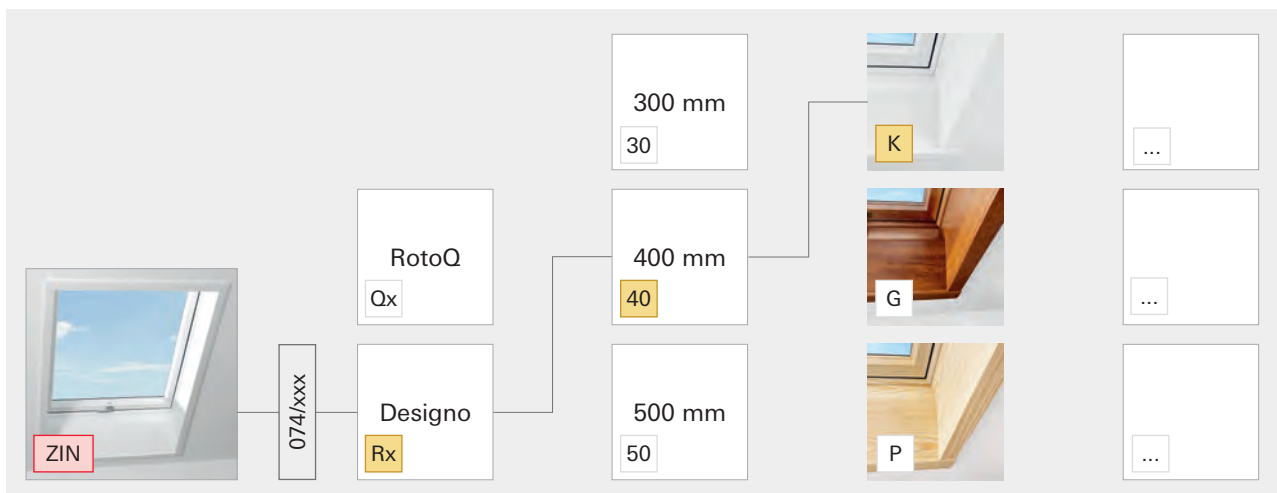 ZIN
074/xxx
RotoQ
Qx
Designo
Rx
300 mm
30
400 mm
40
500 mm
50
K
G
P
...
...
...